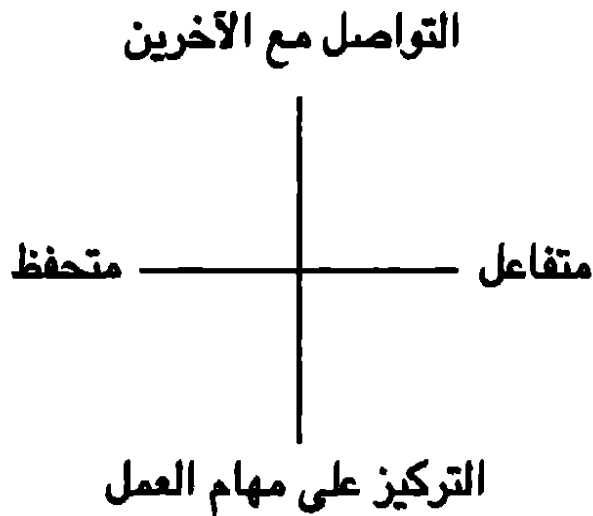 التواصل مع الآخرين
متفاعل
متحفظ
التركيز على مهام العمل